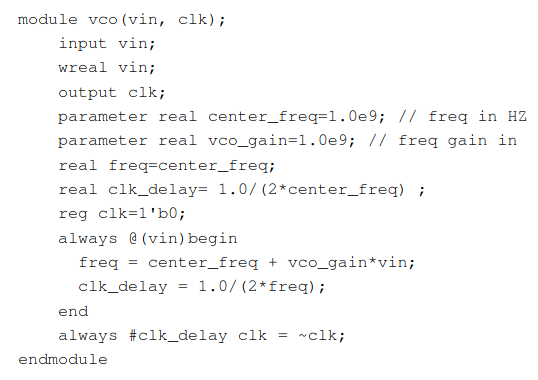 module vco(vin, clk);
input vin;
wreal vin;
output clk;
parameter real center_freq=1.0e9; // freq in HZ
parameter real vco_gain=1.0e9; // freq gain in
real freq=center_freq;
real clk_delay= 1.0/(2*center_freq) ;
reg clk=1'b0;
always @(vin)begin
freq = center_freq + vco_gain*vin;
clk_delay = 1.0/(2*freq);
end
always #clk_delay clk = ~clk;
endmodule